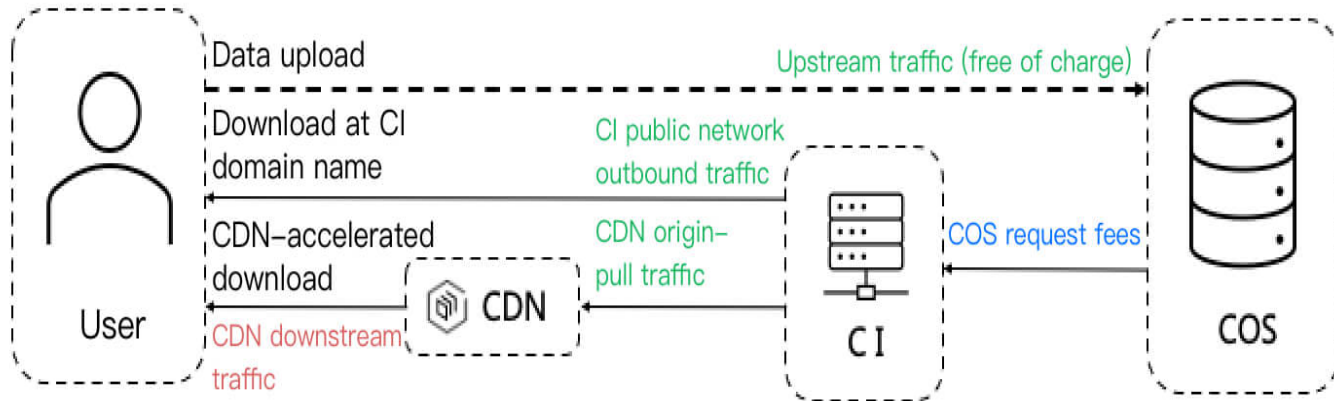 Data upload
Upstream traffic (free of charge)
Download at CI
domain name
CI public network
outbound traffic
CDN–accelerated
download
CDN origin–
pull traffic
COS request fees
CDN
CDN downstream
traffic
User
CI
COS